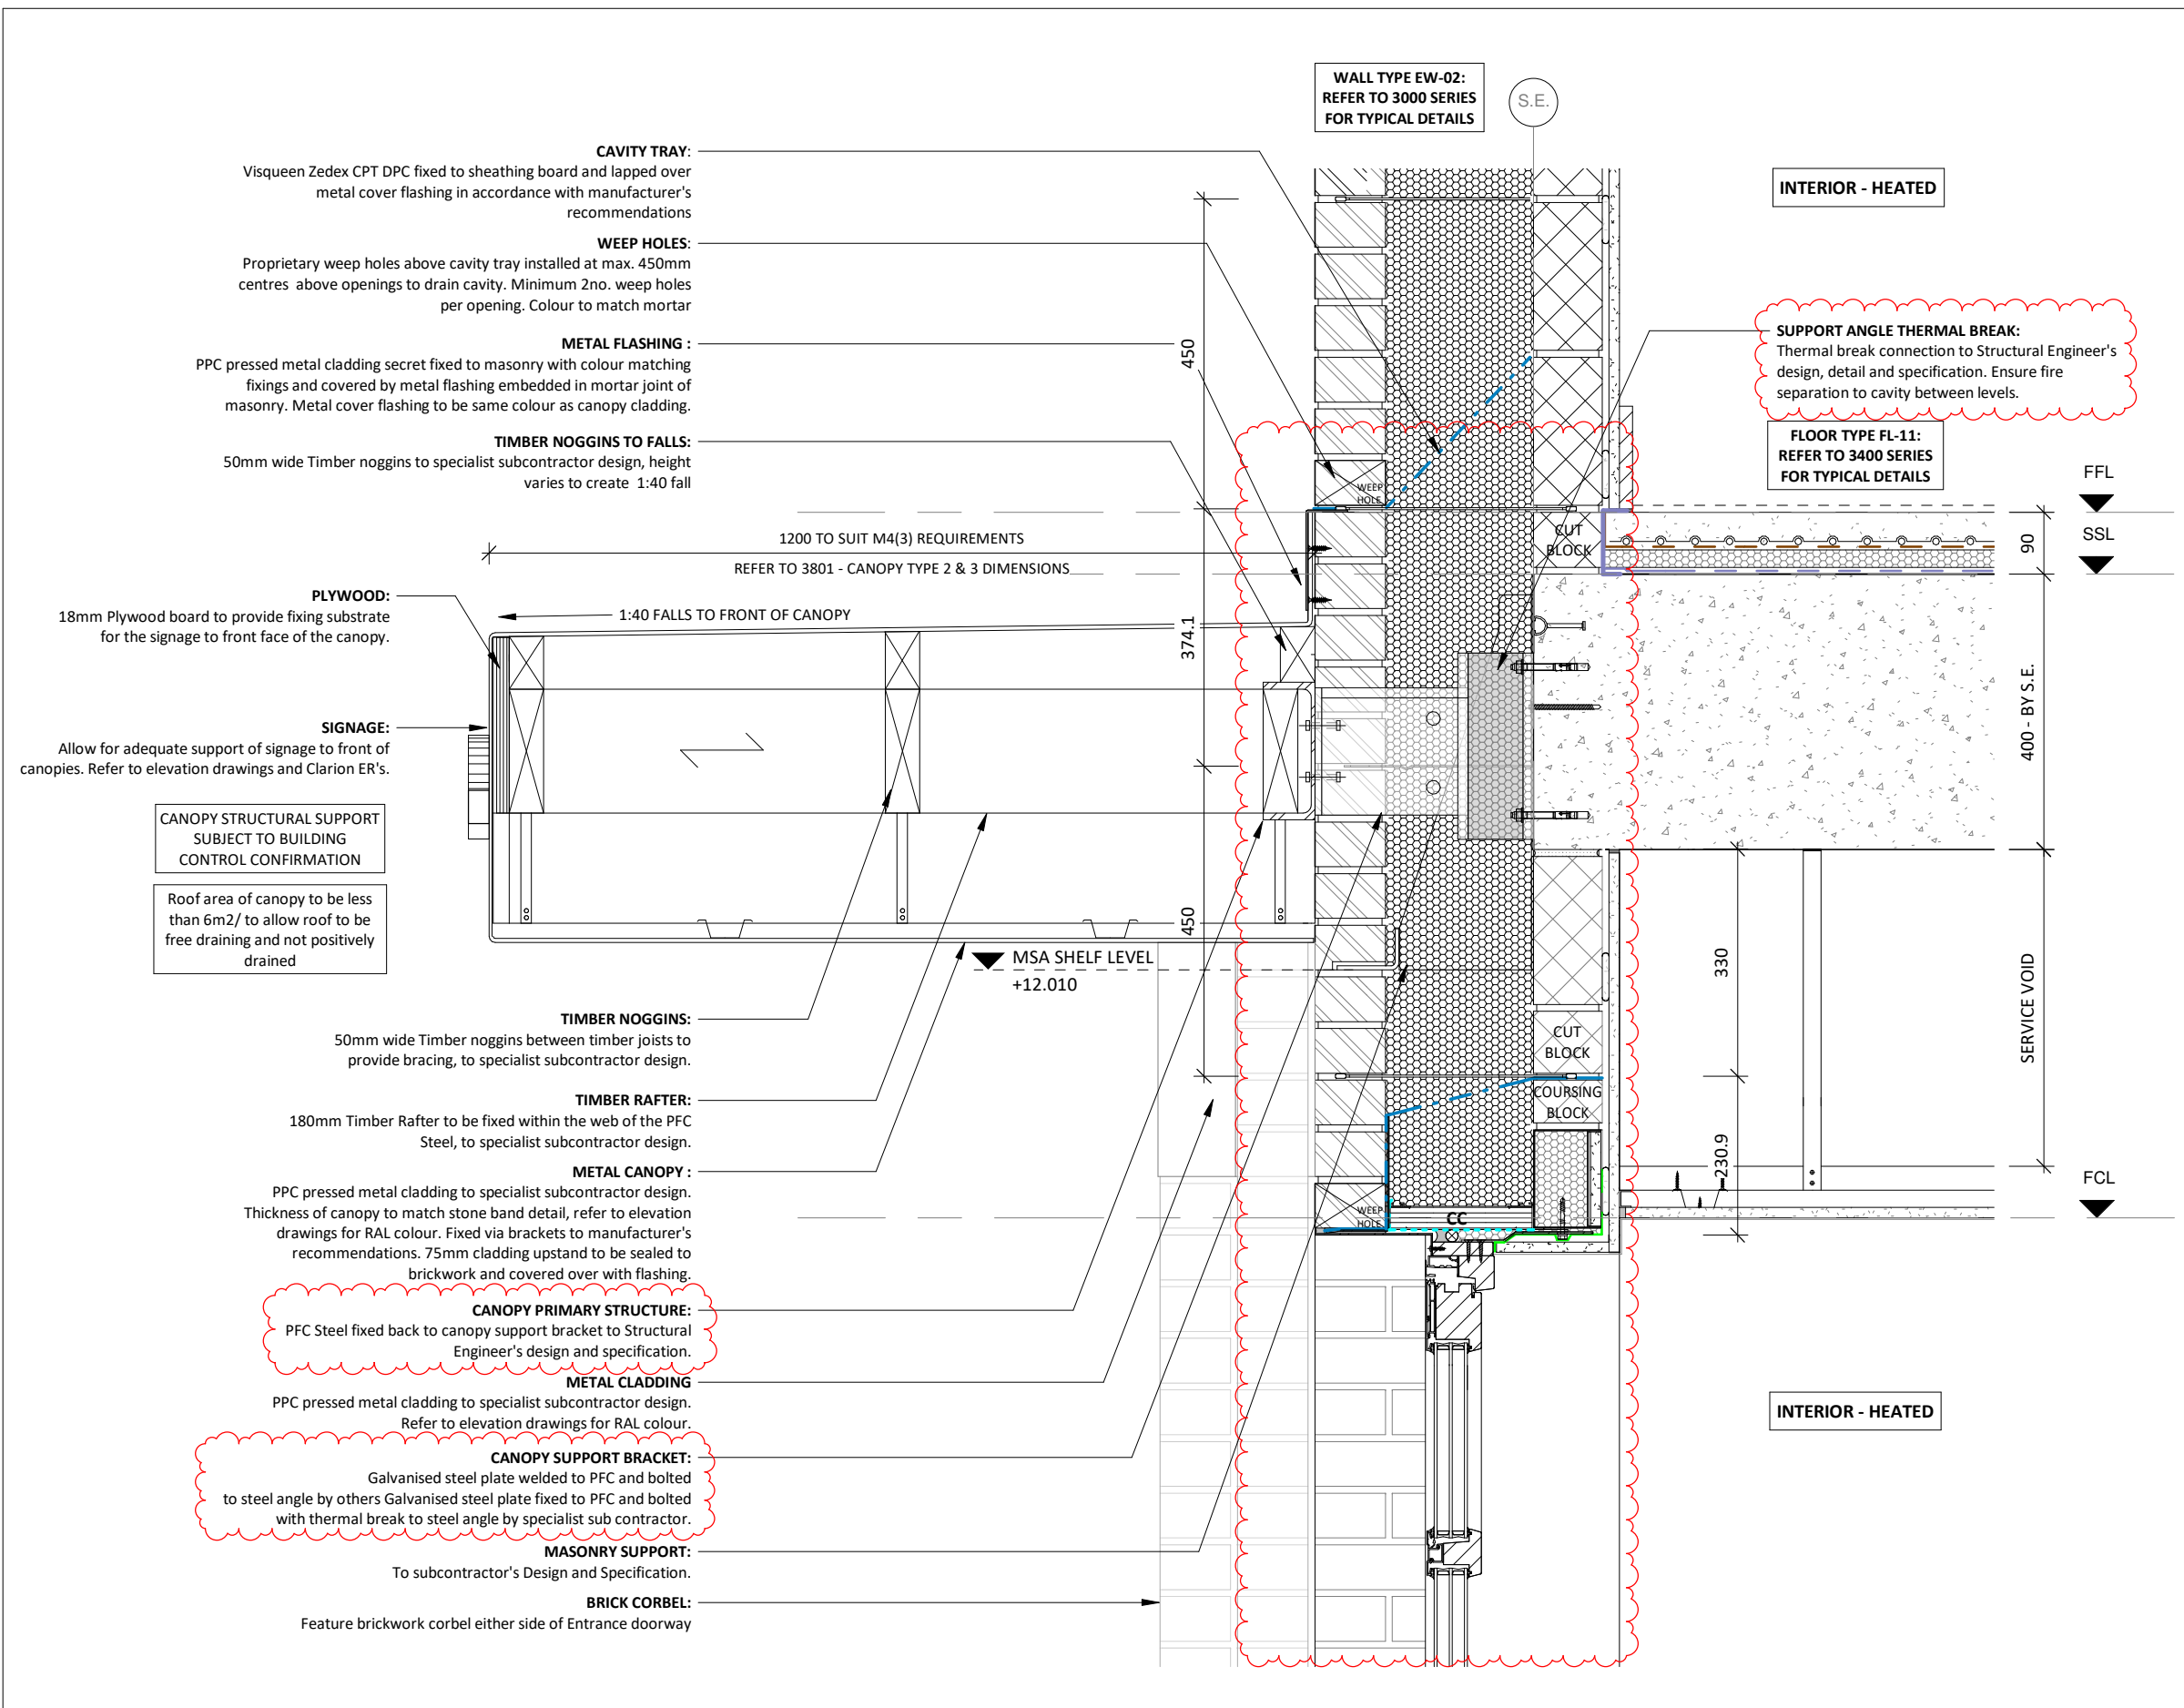 WALL TYPE EW-02:
REFER TO 3000 SERIES
FOR TYPICAL DETAILS
S.E.
CAVITY TRAY:
Visqueen Zedex CPT DPC fixed to sheathing board and lapped over
metal cover flashing in accordance with manufacturer's
recommendations
INTERIOR - HEATED
WEEP HOLES:
Proprietary weep holes above cavity tray installed at max. 450mm
centres above openings to drain cavity. Minimum 2no. weep holes
per opening. Colour to match mortar
METAL FLASHING :
PPC pressed metal cladding secret fixed to masonry with colour matching
fixings and covered by metal flashing embedded in mortar joint of
masonry. Metal cover flashing to be same colour as canopy cladding.
450
SUPPORT ANGLE THERMAL BREAK:
Thermal break connection to Structural Engineer's
design, detail and specification. Ensure fire
separation to cavity between levels.
TIMBER NOGGINS TO FALLS:
50mm wide Timber noggins to specialist subcontractor design, height
varies to create 1:40 fall
FLOOR TYPE FL-11:
REFER TO 3400 SERIES
FOR TYPICAL DETAILS
FFL
WEEP
HOLE
1200 TO SUIT M4(3) REQUIREMENTS
REFER TO 3801 - CANOPY TYPE 2 & 3 DIMENSIONS
CUT
BLOCK
SSL
90
PLYWOOD:
18mm Plywood board to provide fixing substrate
for the signage to front face of the canopy.
1:40 FALLS TO FRONT OF CANOPY
374.1
400 - BY S.E.
SIGNAGE:
Allow for adequate support of signage to front of
canopies. Refer to elevation drawings and Clarion ER's.
CANOPY STRUCTURAL SUPPORT
SUBJECT TO BUILDING
CONTROL CONFIRMATION
Roof area of canopy to be less
than 6m2/ to allow roof to be
free draining and not positively
drained
450
MSA SHELF LEVEL
+12.010
330
SERVICE VOID
TIMBER NOGGINS:
50mm wide Timber noggins between timber joists to
provide bracing, to specialist subcontractor design.
CUT
BLOCK
COURSING
BLOCK
TIMBER RAFTER:
180mm Timber Rafter to be fixed within the web of the PFC
Steel, to specialist subcontractor design.
230.9
METAL CANOPY :
PPC pressed metal cladding to specialist subcontractor design.
Thickness of canopy to match stone band detail, refer to elevation
drawings for RAL colour. Fixed via brackets to manufacturer's
recommendations. 75mm cladding upstand to be sealed to
brickwork and covered over with flashing.
FCL
WEEP
HOLE
CC
CANOPY PRIMARY STRUCTURE:
PFC Steel fixed back to canopy support bracket to Structural
Engineer's design and specification.
METAL CLADDING
PPC pressed metal cladding to specialist subcontractor design.
Refer to elevation drawings for RAL colour.
INTERIOR - HEATED
CANOPY SUPPORT BRACKET:
Galvanised steel plate welded to PFC and bolted
to steel angle by others Galvanised steel plate fixed to PFC and bolted
with thermal break to steel angle by specialist sub contractor.
MASONRY SUPPORT:
To subcontractor's Design and Specification.
BRICK CORBEL:
Feature brickwork corbel either side of Entrance doorway